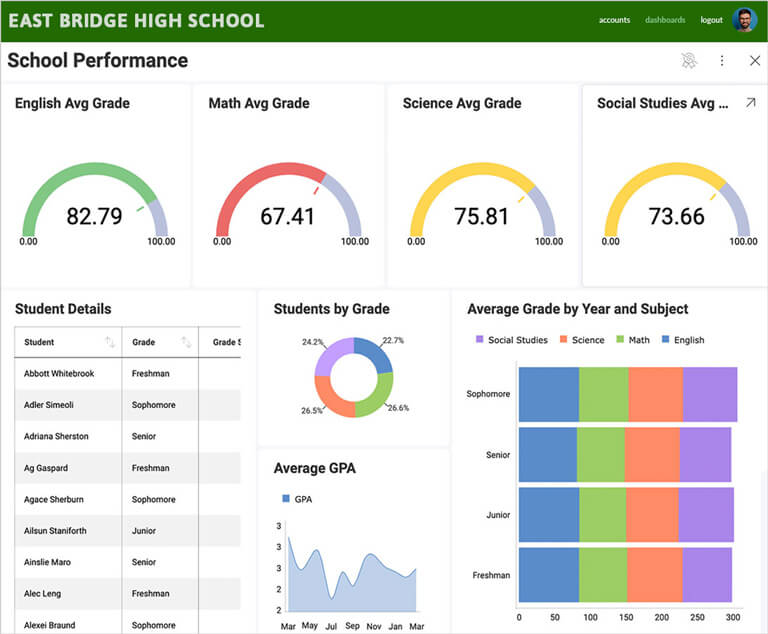 EAST BRIDGE HIGH SCHOOL
accounts dashboards logout
School Performance
English Avg Grade
82.79
0.00 100.00
Math Avg Grade
67.41
0.00 100.00
Science Avg Grade
75.81
0.00 100.00
Social Studies Avg ...
73.66
0.00 100.00
Student Details
Student Grade Grade S
Abbott Whitebrook Freshman
Adler Simeoli Sophomore
Adriana Sherston Senior
Ag Gaspard Freshman
Agace Sherburn Sophomore
Ailsun Staniforth Junior
Ainslie Maro Senior
Alec Leng Freshman
Alexei Braund Sophomore
Students by Grade
24.2% 22.7%
26.5% 26.6%
Average GPA
GPA
3
3
3
2
2
Mar May Jul Sep Nov Jan Mar
Average Grade by Year and Subject
Social Studies Science Math English
Sophomore
Senior
Junior
Freshman
0 50 100 150 200 250 300